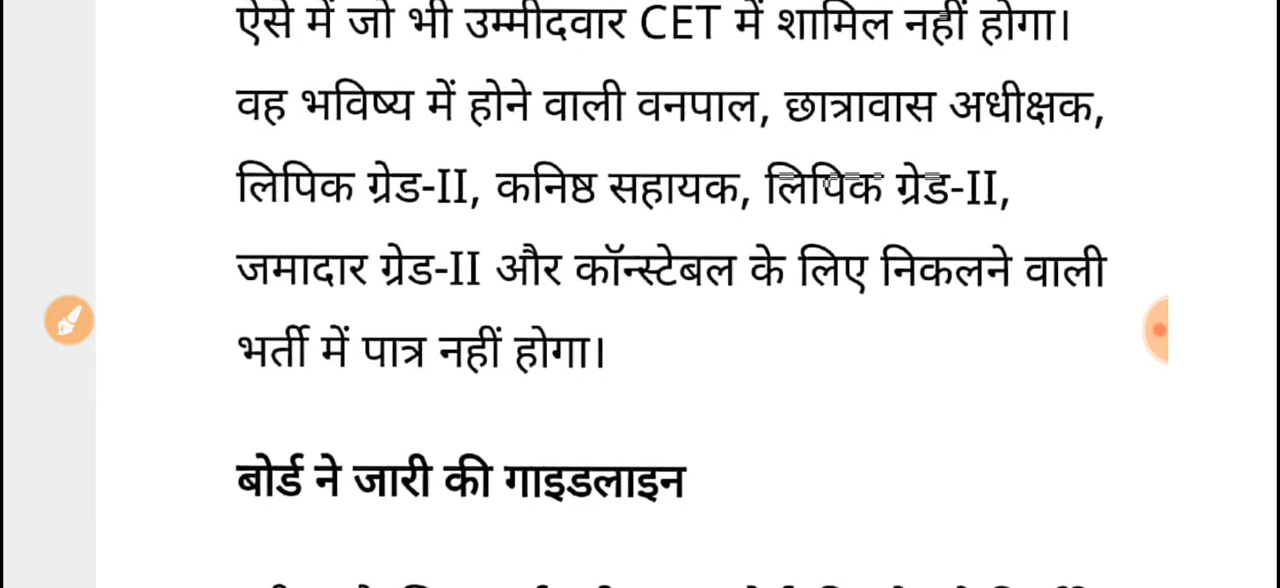 ऐसे में जो भी उम्मीदवार CET में शामिल नहीं होगा।
वह भविष्य में होने वाली वनपाल, छात्रावास अधीक्षक,
लिपिक ग्रेड-II, कनिष्ठ सहायक, लिपिक ग्रेड-II,
जमादार ग्रेड-II और कॉन्स्टेबल के लिए निकलने वाली
भर्ती में पात्र नहीं होगा।
बोर्ड ने जारी की गाइडलाइन